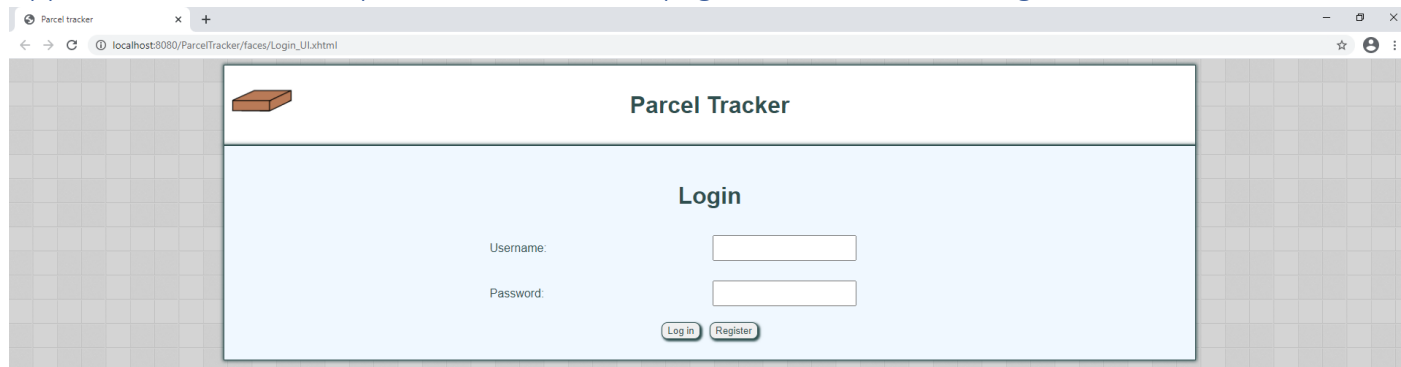 Parcel tracker
localhost:8080/ParcelTracker/faces/Login_UI.xhtml
Parcel Tracker
Login
Username:
Password:
Log in Register